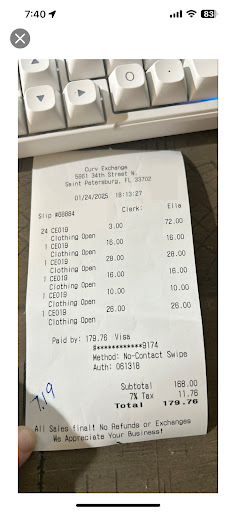 7:40
83
Curv Exchange
5001 34th Street N.
Saint Petersburg, FL 33702
01/24/2025 18:13:27
Slip #68884 Clerk: Ella
24 CE019 3.00 72.00
Clothing Open
1 CE019 16.00 16.00
Clothing Open
1 CE019 28.00 28.00
Clothing Open
1 CE019 16.00 16.00
Clothing Open
1 CE019 10.00 10.00
Clothing Open
1 CE019 26.00 26.00
Clothing Open
Paid by: 179.76 Visa
#************9174
Method: No-Contact Swipe
Auth: 061318
Subtotal 168.00
7% Tax 11.76
Total 179.76
7.19
All Sales final! No Refunds or Exchanges
We Appreciate Your Business!